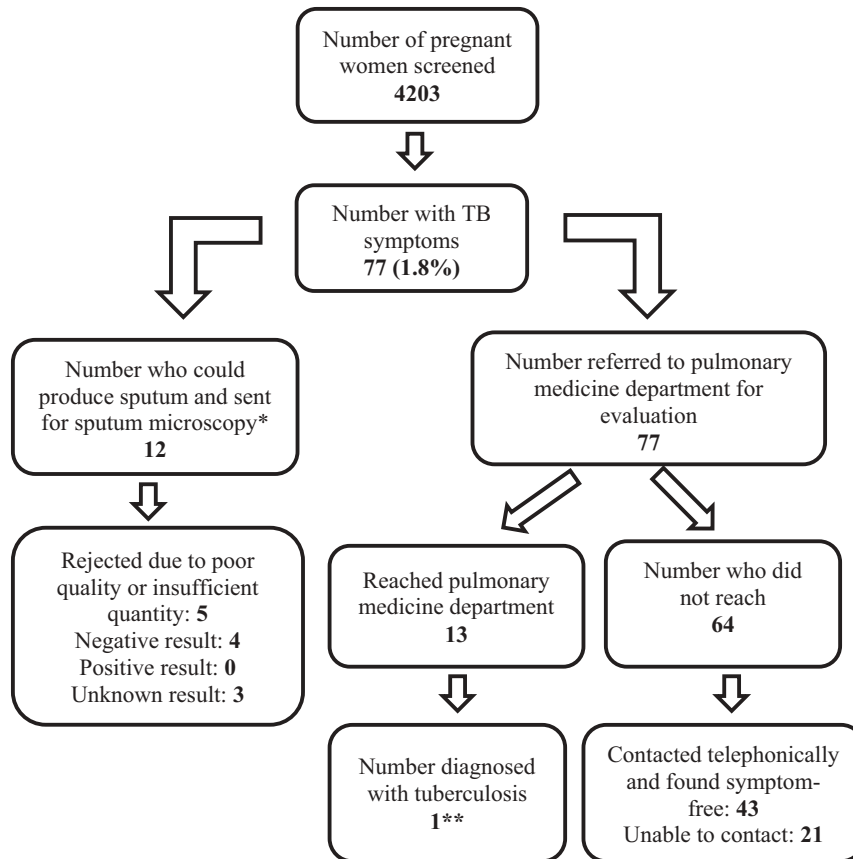 Number of pregnant
women screened
4203
Number with TB
symptoms
77 (1.8%)
Number who could
produce sputum and sent
for sputum microscopy*
12
Number referred to pulmonary
medicine department for
evaluation
77
Rejected due to poor
quality or insufficient
quantity: 5
Negative result: 4
Positive result: 0
Unknown result: 3
Reached pulmonary
medicine department
13
Number who did
not reach
64
Number diagnosed
with tuberculosis
1**
Contacted telephonically
and found symptom-
free: 43
Unable to contact: 21